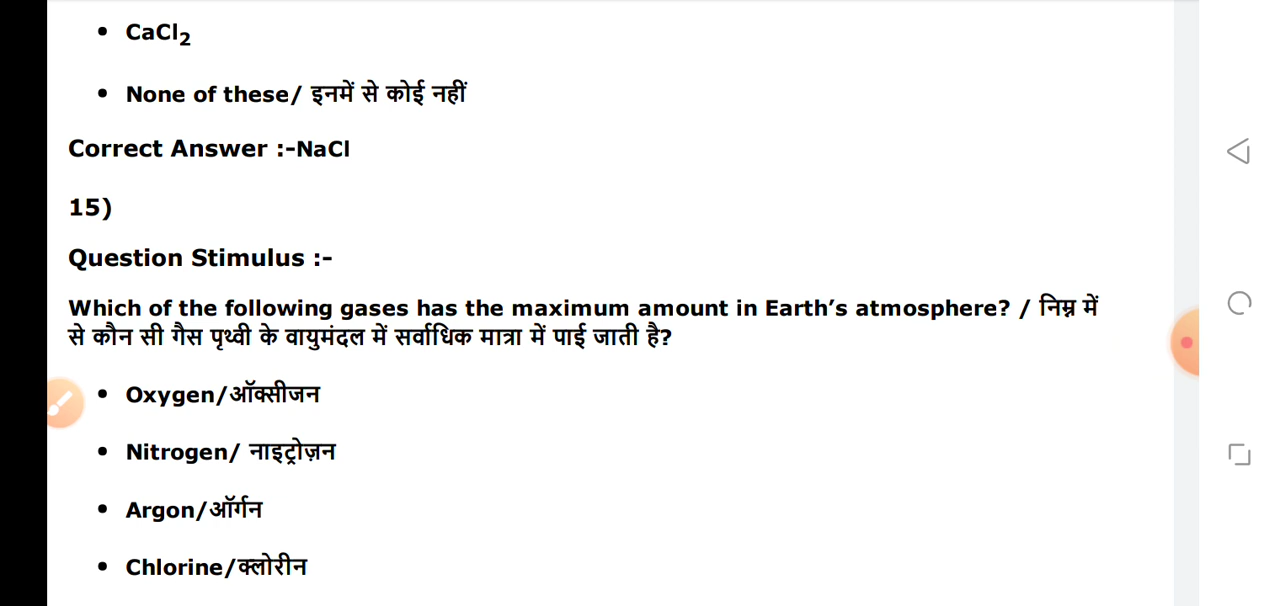 • CaCl₂
• None of these/ इनमें से कोई नहीं
Correct Answer :-NaCl
15)
Question Stimulus :-
Which of the following gases has the maximum amount in Earth’s atmosphere? / निम्न में
से कौन सी गैस पृथ्वी के वायुमंदल में सर्वाधिक मात्रा में पाई जाती है?
• Oxygen/ऑक्सीजन
• Nitrogen/ नाइट्रोज़न
• Argon/ऑर्गन
• Chlorine/क्लोरीन